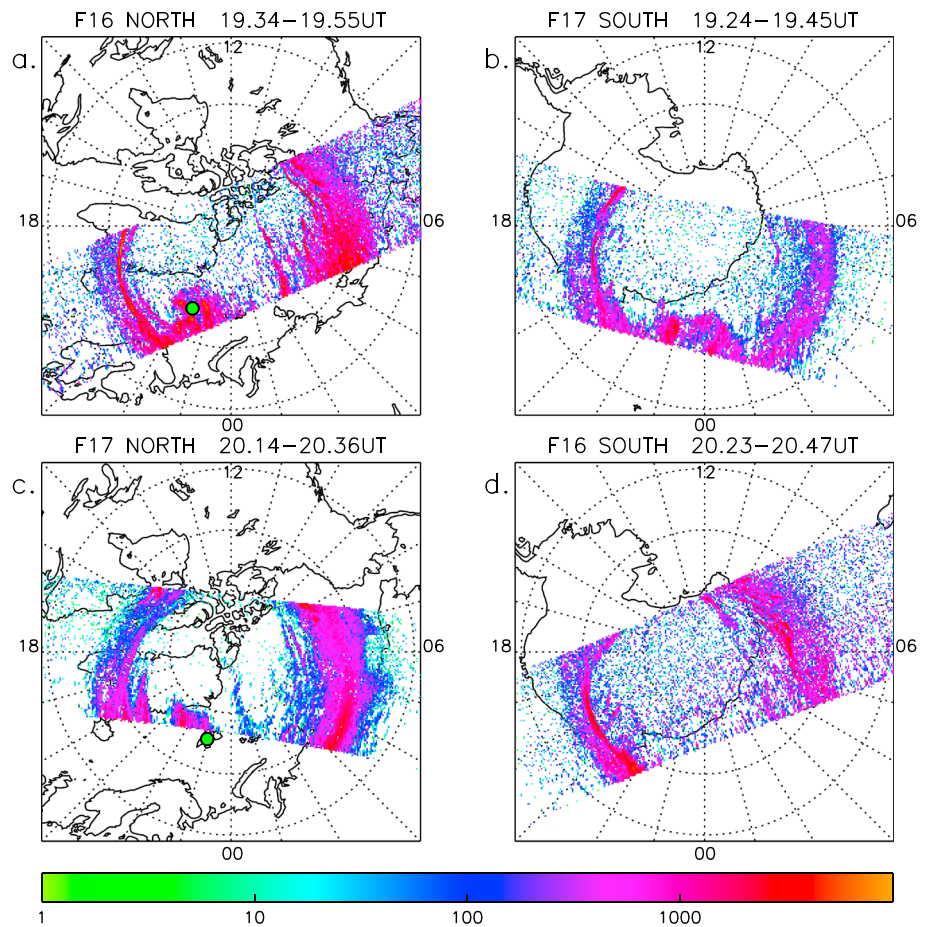 F16 NORTH 19.34-19.55UT
F17 SOUTH 19.24-19.45UT
a.
12
18
06
00
b.
12
18
06
00
F17 NORTH 20.14-20.36UT
F16 SOUTH 20.23-20.47UT
c.
12
18
06
00
d.
12
18
06
00
1 10 100 1000